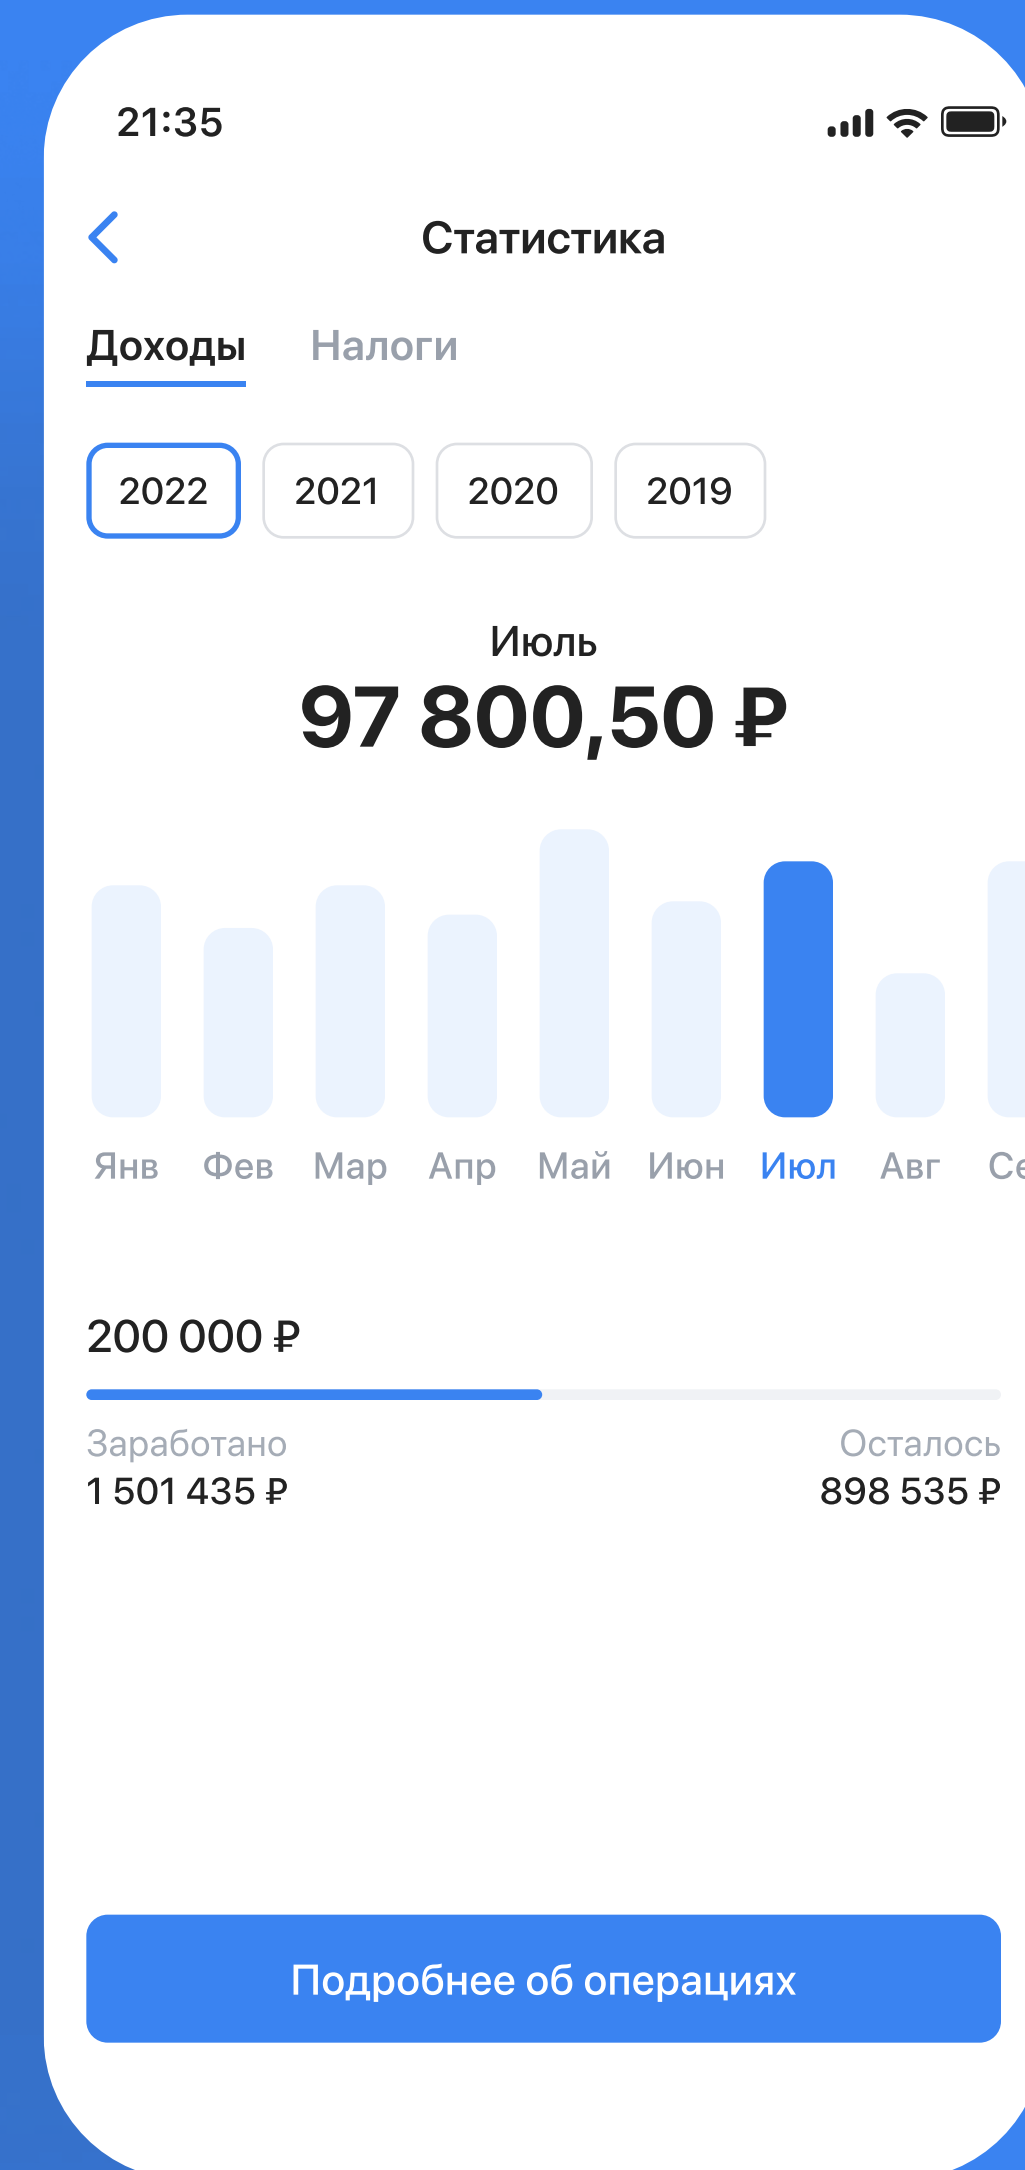 21:35
Статистика
Доходы Налоги
2022 2021 2020 2019
Июль
97 800,50 ₽
Янв Фев Мар Апр Май Июн Июл Авг Се
200 000 ₽
Заработано Осталось
1 501 435 ₽ 898 535 ₽
Подробнее об операциях